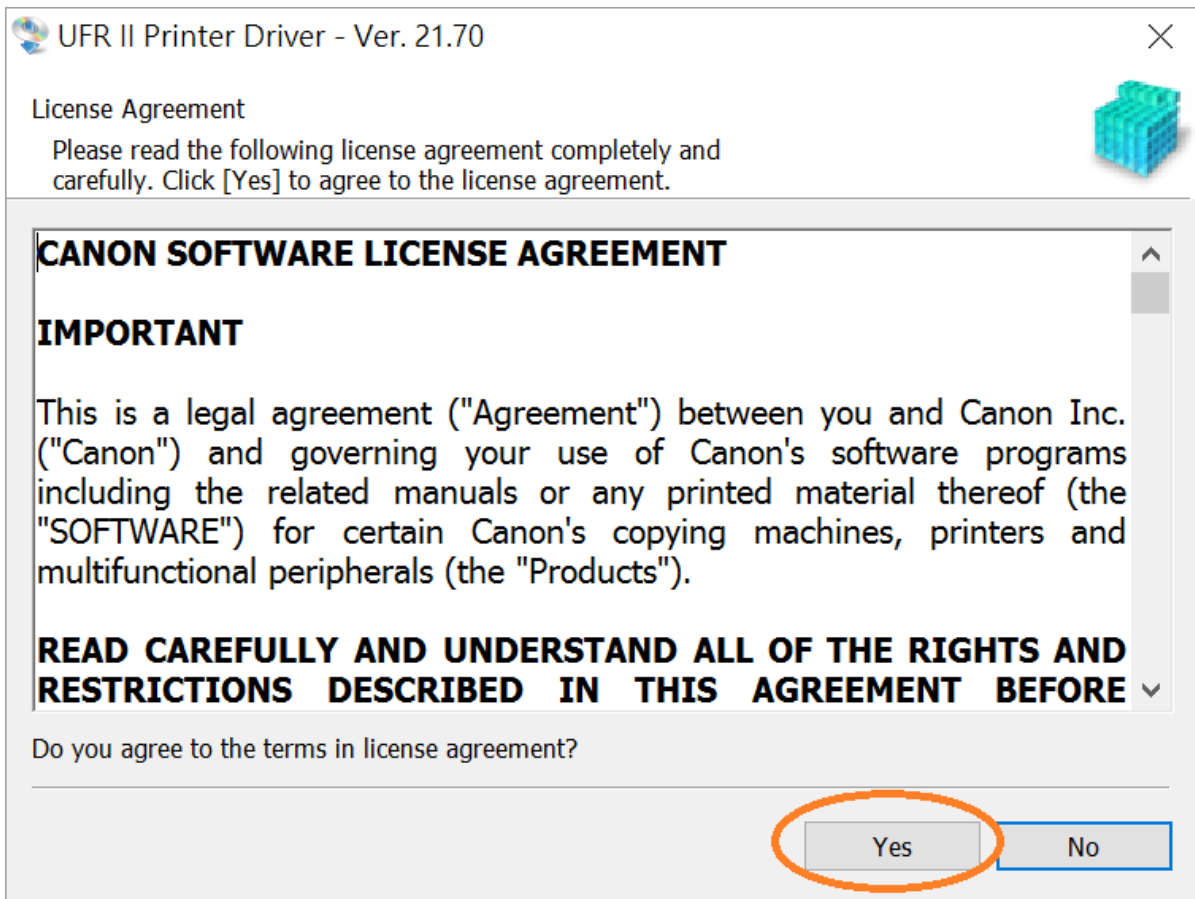 UFR II Printer Driver - Ver. 21.70
License Agreement
Please read the following license agreement completely and
carefully. Click [Yes] to agree to the license agreement.
CANON SOFTWARE LICENSE AGREEMENT
IMPORTANT
This is a legal agreement ("Agreement") between you and Canon Inc.
("Canon") and governing your use of Canon's software programs
including the related manuals or any printed material thereof (the
"SOFTWARE") for certain Canon's copying machines, printers and
multifunctional peripherals (the "Products").
READ CAREFULLY AND UNDERSTAND ALL OF THE RIGHTS AND
RESTRICTIONS DESCRIBED IN THIS AGREEMENT BEFORE
Do you agree to the terms in license agreement?
Yes No